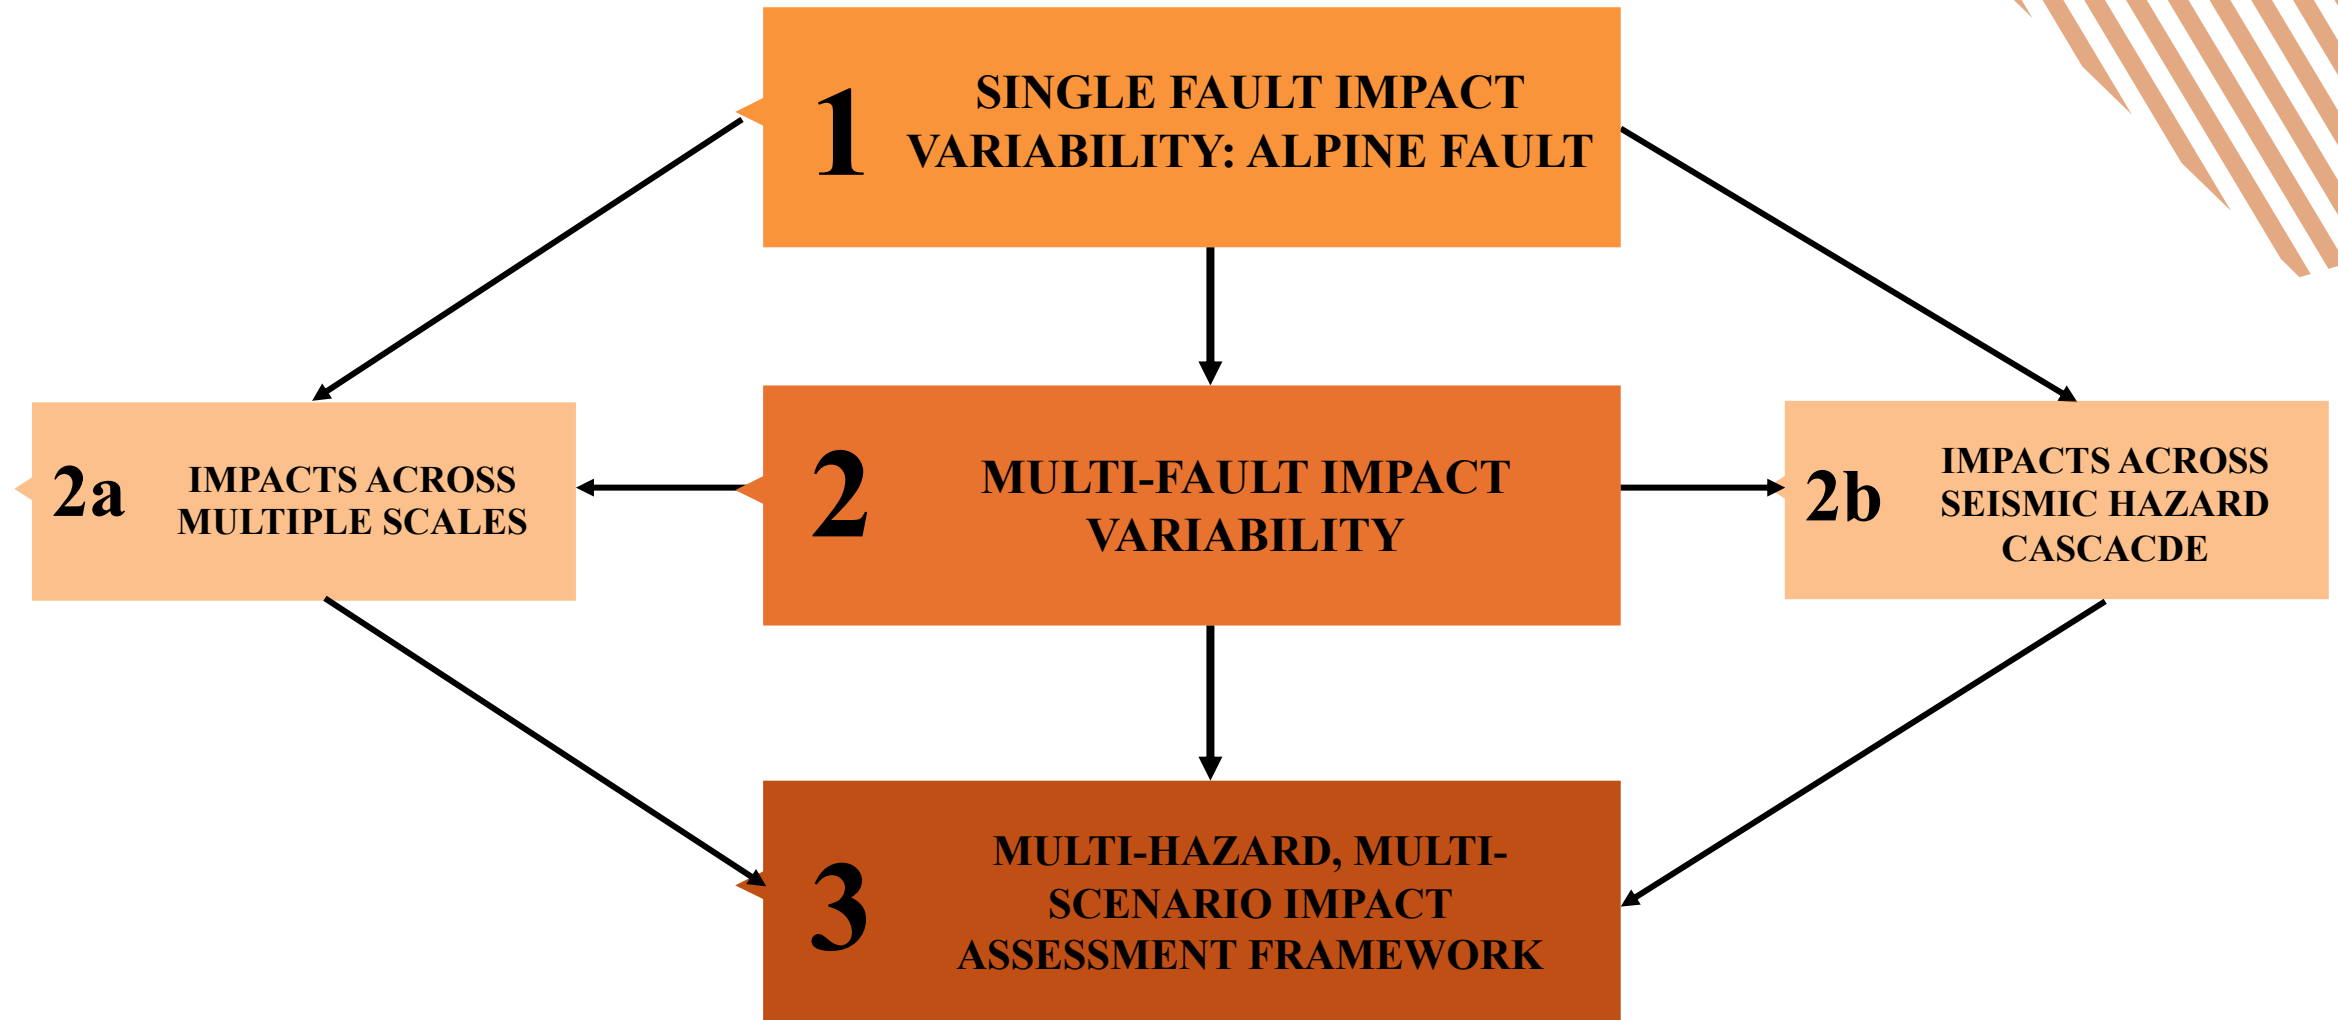 1
SINGLE FAULT IMPACT
VARIABILITY: ALPINE FAULT
2a
IMPACTS ACROSS
MULTIPLE SCALES
2
MULTI-FAULT IMPACT
VARIABILITY
2b
IMPACTS ACROSS
SEISMIC HAZARD
CASCACDE
3
MULTI-HAZARD, MULTI-
SCENARIO IMPACT
ASSESSMENT FRAMEWORK